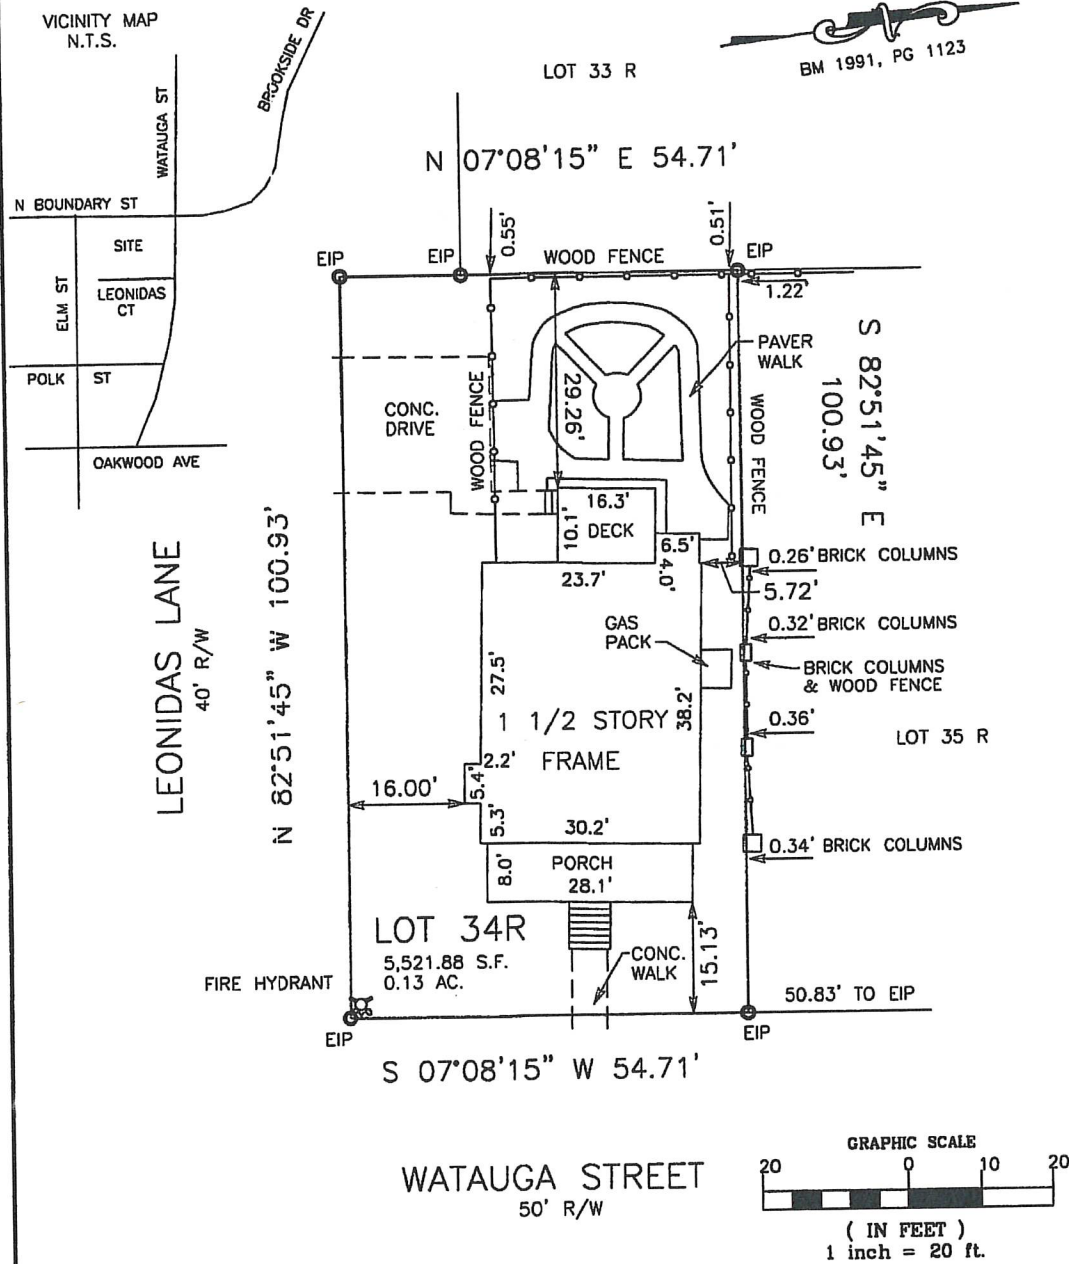 VICINITY MAP
N.T.S.
BROOKSIDE DR
WATAUGA ST
N BOUNDARY ST
SITE
ELM ST
LEONIDAS
CT
POLK ST
OAKWOOD AVE
N
BM 1991, PG 1123
LOT 33 R
N 07°08'15" E 54.71'
0.55'
0.51'
EIP
EIP
WOOD FENCE
EIP
1.22'
PAVER
WALK
S 82°51'45" E
100.93'
CONC.
DRIVE
WOOD FENCE
29.26'
WOOD FENCE
16.3'
10.1'
DECK
6.5'
4.0'
23.7'
0.26' BRICK COLUMNS
5.72'
LEONIDAS LANE
40' R/W
N 82°51'45" W 100.93'
GAS
PACK
0.32' BRICK COLUMNS
BRICK COLUMNS
& WOOD FENCE
27.5'
38.2'
1 1/2 STORY
FRAME
0.36'
LOT 35 R
2.2'
5.4'
16.00'
5.3'
30.2'
0.34' BRICK COLUMNS
8.0'
PORCH
28.1'
LOT 34R
5,521.88 S.F.
0.13 AC.
15.13'
CONC.
WALK
FIRE HYDRANT
50.83' TO EIP
EIP
EIP
S 07°08'15" W 54.71'
WATAUGA STREET
50' R/W
GRAPHIC SCALE
20 0 10 20
( IN FEET )
1 inch = 20 ft.